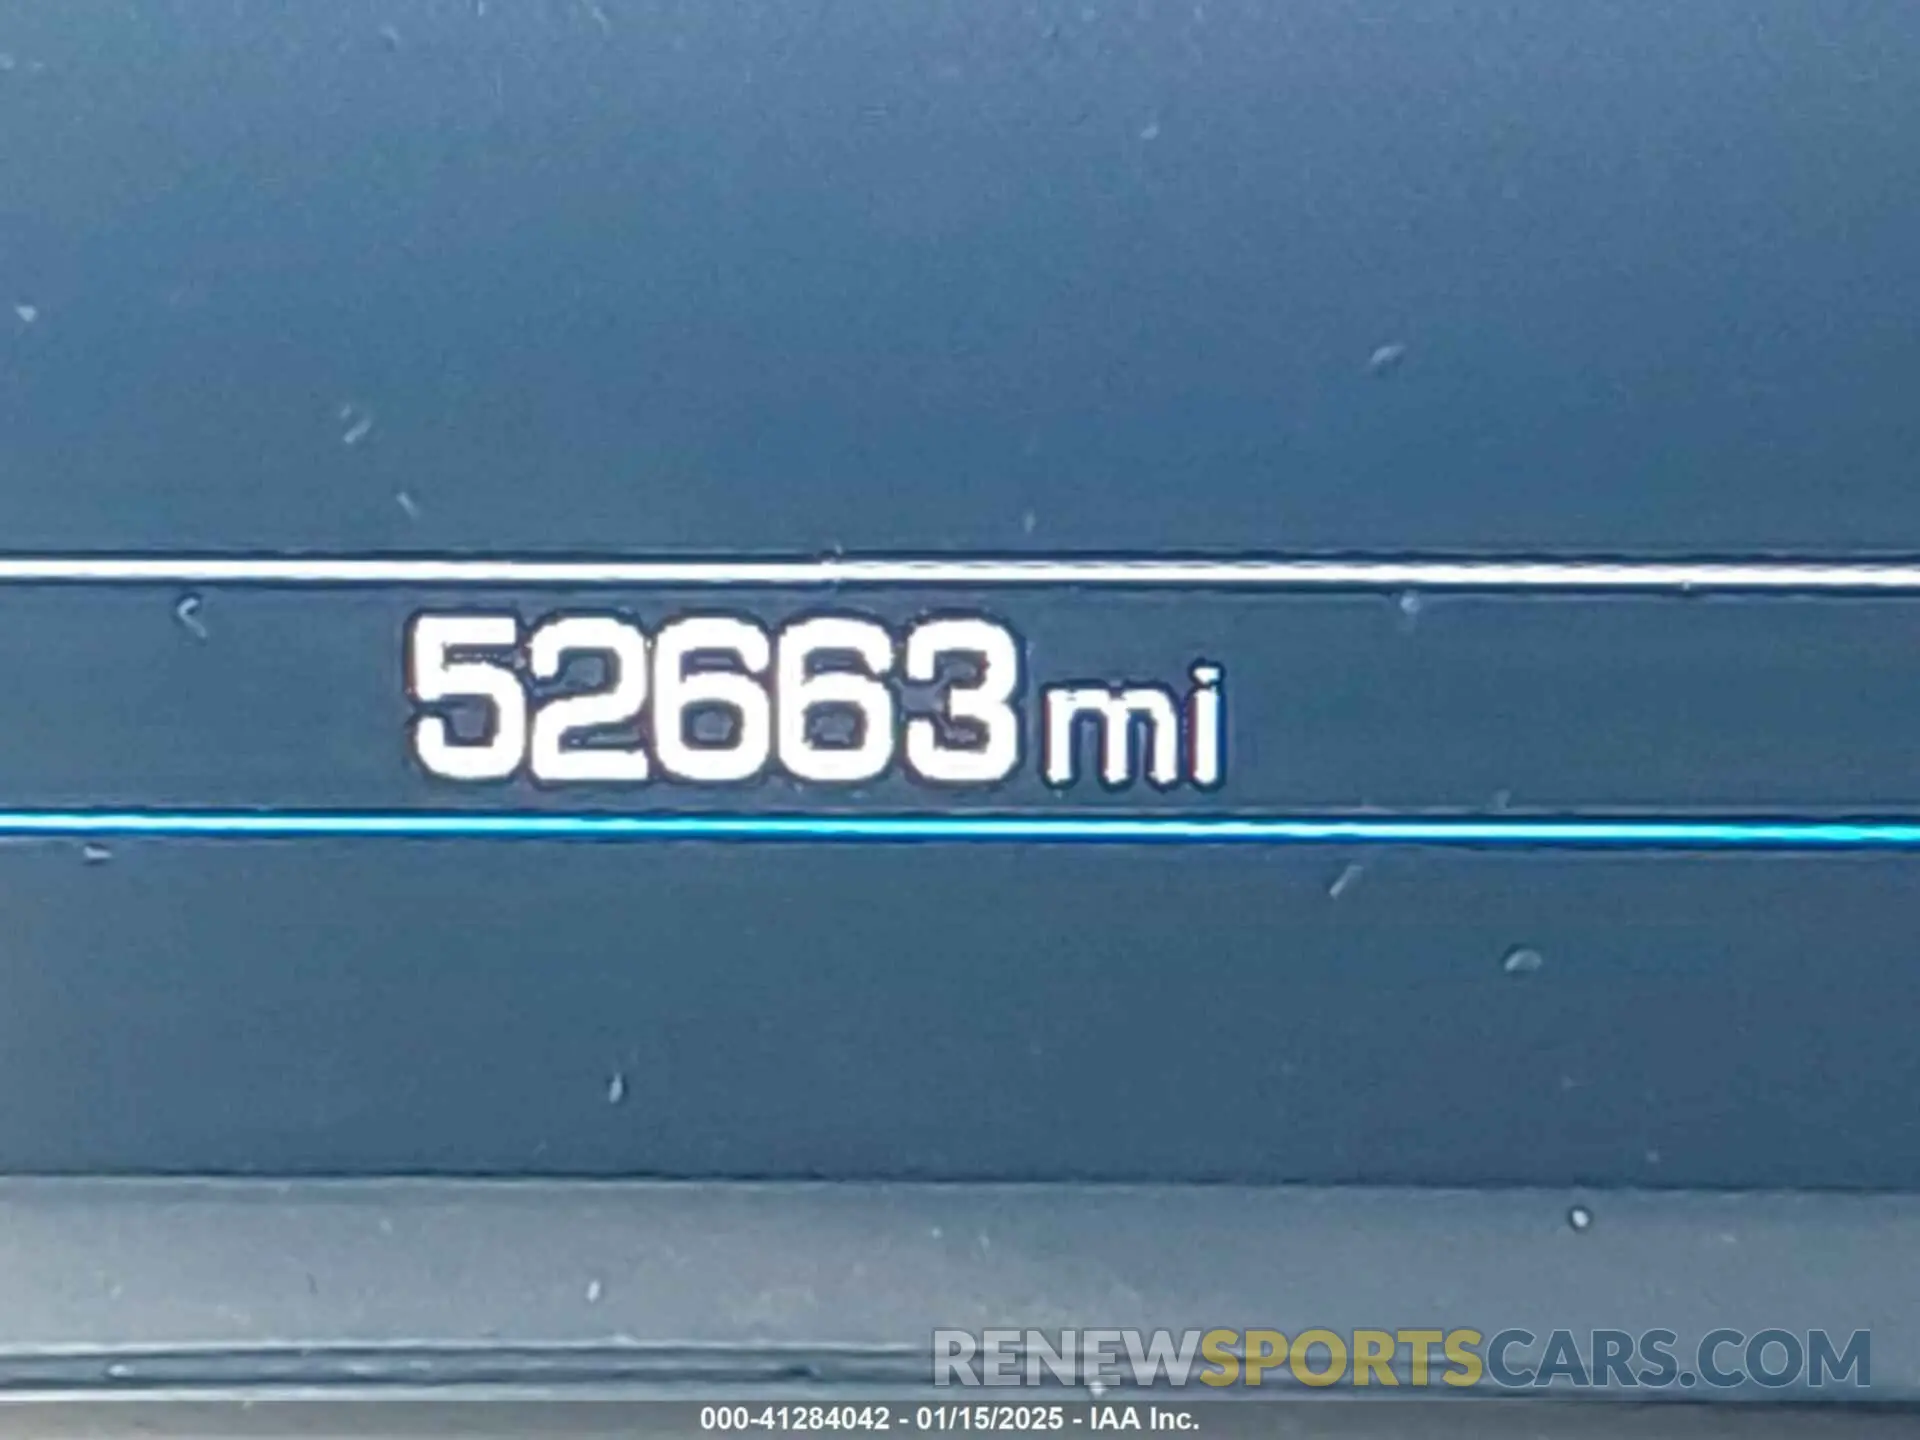 52663 mi
RENEWSPORTSCARS.COM
000-41284042 - 01/15/2025 - IAA Inc.